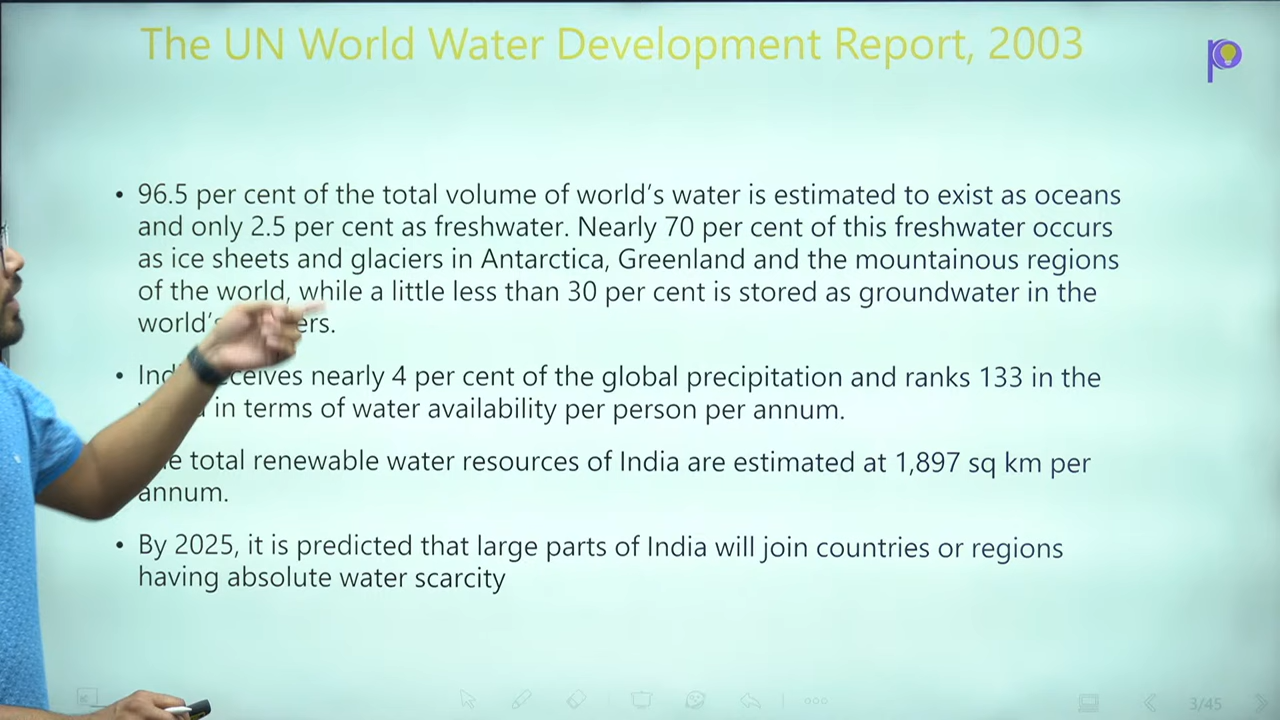 The UN World Water Development Report, 2003
• 96.5 per cent of the total volume of world's water is estimated to exist as oceans
and only 2.5 per cent as freshwater. Nearly 70 per cent of this freshwater occurs
as ice sheets and glaciers in Antarctica, Greenland and the mountainous regions
of the world, while a little less than 30 per cent is stored as groundwater in the
world's
• receives nearly 4 per cent of the global precipitation and ranks 133 in the
in terms of water availability per person per annum.
total renewable water resources of India are estimated at 1,897 sq km per
annum.
• By 2025, it is predicted that large parts of India will join countries or regions
having absolute water scarcity
3/45